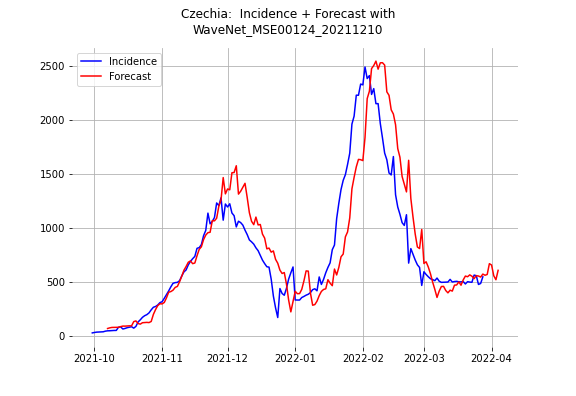 Czechia:  Incidence + Forecast with
WaveNet_MSE00124_20211210
Incidence
Forecast
2500
2000
1500
1000
500
0
2021-10 2021-11 2021-12 2022-01 2022-02 2022-03 2022-04